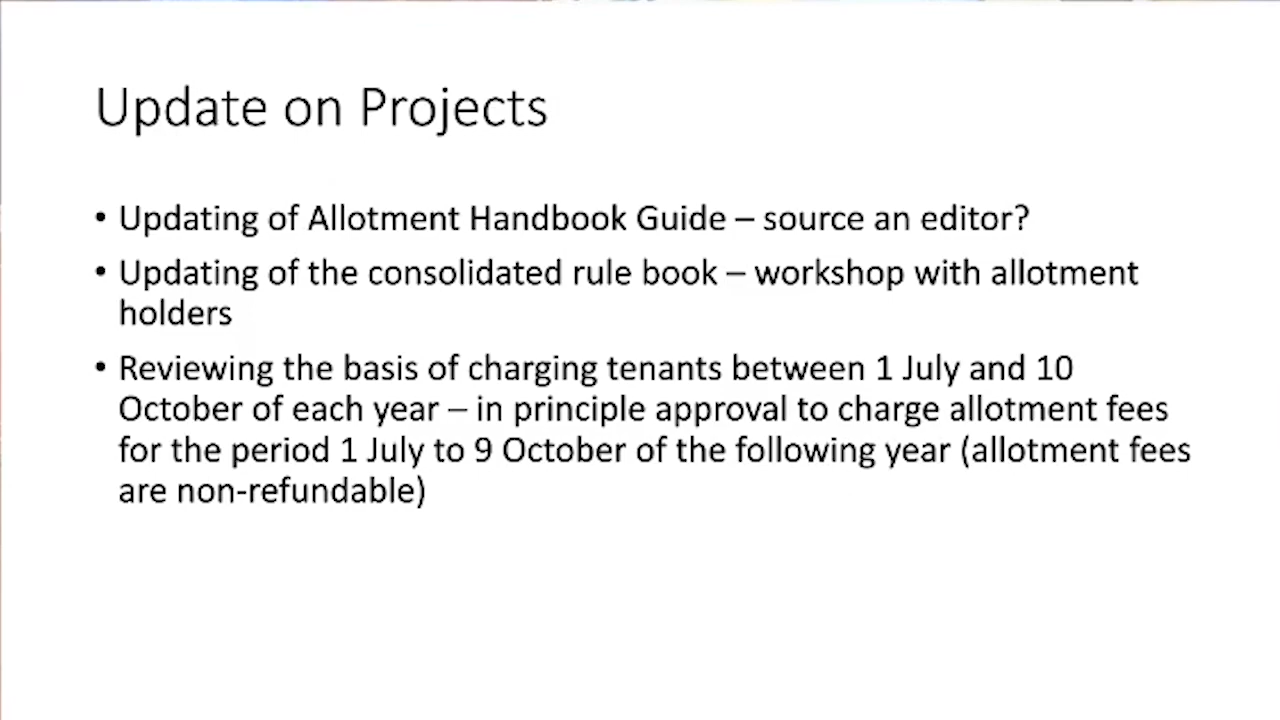 Update on Projects
• Updating of Allotment Handbook Guide – source an editor?
• Updating of the consolidated rule book – workshop with allotment
holders
• Reviewing the basis of charging tenants between 1 July and 10
October of each year – in principle approval to charge allotment fees
for the period 1 July to 9 October of the following year (allotment fees
are non-refundable)